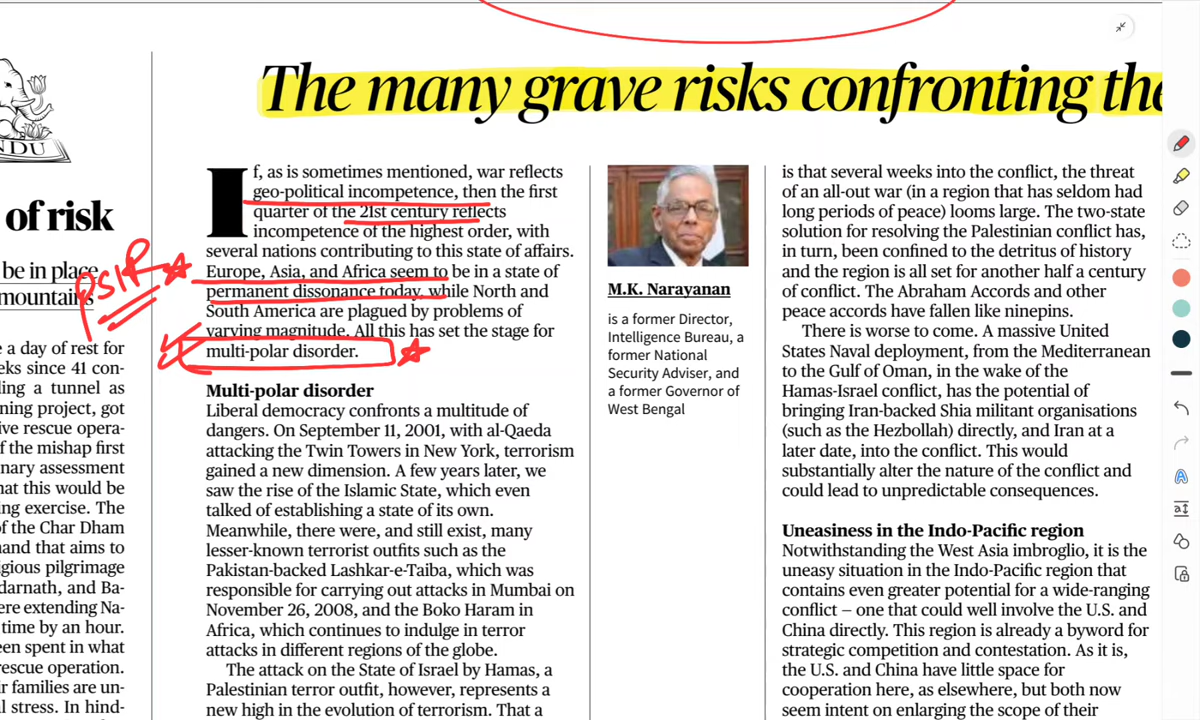 The many grave risks confronting the
NDU
of risk
be in place
mountains
e a day of rest for
eks since 41 con-
ling a tunnel as
ning project, got
ive rescue opera-
f the mishap first
nary assessment
hat this would be
ing exercise. The
of the Char Dham
nand that aims to
igious pilgrimage
darnath, and Ba-
ere extending Na-
time by an hour.
een spent in what
rescue operation.
ir families are un-
al stress. In hind-
PSIR
If, as is sometimes mentioned, war reflects
geo-political incompetence, then the first
quarter of the 21st century reflects
incompetence of the highest order, with
several nations contributing to this state of affairs.
Europe, Asia, and Africa seem to be in a state of
permanent dissonance today, while North and
South America are plagued by problems of
varying magnitude. All this has set the stage for
multi-polar disorder.
Multi-polar disorder
Liberal democracy confronts a multitude of
dangers. On September 11, 2001, with al-Qaeda
attacking the Twin Towers in New York, terrorism
gained a new dimension. A few years later, we
saw the rise of the Islamic State, which even
talked of establishing a state of its own.
Meanwhile, there were, and still exist, many
lesser-known terrorist outfits such as the
Pakistan-backed Lashkar-e-Taiba, which was
responsible for carrying out attacks in Mumbai on
November 26, 2008, and the Boko Haram in
Africa, which continues to indulge in terror
attacks in different regions of the globe.
The attack on the State of Israel by Hamas, a
Palestinian terror outfit, however, represents a
new high in the evolution of terrorism. That a
M.K. Narayanan
is a former Director,
Intelligence Bureau, a
former National
Security Adviser, and
a former Governor of
West Bengal
is that several weeks into the conflict, the threat
of an all-out war (in a region that has seldom had
long periods of peace) looms large. The two-state
solution for resolving the Palestinian conflict has,
in turn, been confined to the detritus of history
and the region is all set for another half a century
of conflict. The Abraham Accords and other
peace accords have fallen like ninepins.
There is worse to come. A massive United
States Naval deployment, from the Mediterranean
to the Gulf of Oman, in the wake of the
Hamas-Israel conflict, has the potential of
bringing Iran-backed Shia militant organisations
(such as the Hezbollah) directly, and Iran at a
later date, into the conflict. This would
substantially alter the nature of the conflict and
could lead to unpredictable consequences.
Uneasiness in the Indo-Pacific region
Notwithstanding the West Asia imbroglio, it is the
uneasy situation in the Indo-Pacific region that
contains even greater potential for a wide-ranging
conflict — one that could well involve the U.S. and
China directly. This region is already a byword for
strategic competition and contestation. As it is,
the U.S. and China have little space for
cooperation here, as elsewhere, but both now
seem intent on enlarging the scope of their